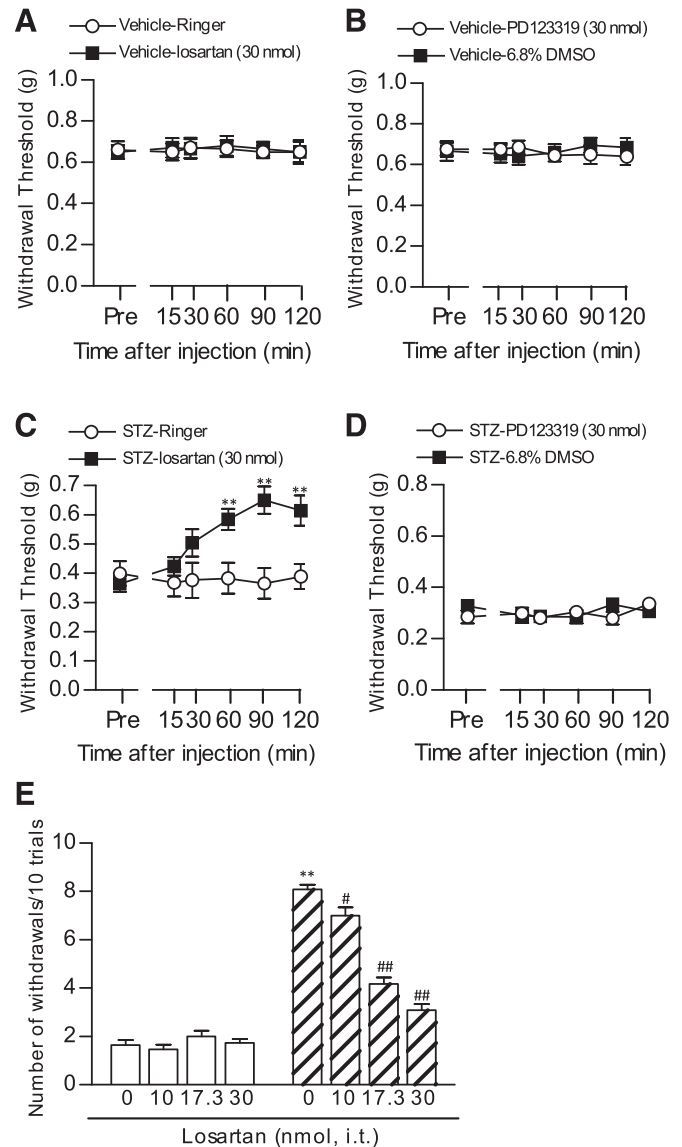 A
Vehicle-Ringer
Vehicle-losartan (30 nmol)
Withdrawal Threshold (g)
1.0
0.8
0.6
0.4
0.2
0.0
Pre 15 30 60 90 120
Time after injection (min)
B
Vehicle-PD123319 (30 nmol)
Vehicle-6.8% DMSO
Withdrawal Threshold (g)
1.0
0.8
0.6
0.4
0.2
0.0
Pre 15 30 60 90 120
Time after injection (min)
C
STZ-Ringer
STZ-losartan (30 nmol)
Withdrawal Threshold (g)
0.7
0.6
0.5
0.4
0.3
0.2
0.1
0.0
** ** **
Pre 15 30 60 90 120
Time after injection (min)
D
STZ-PD123319 (30 nmol)
STZ-6.8% DMSO
Withdrawal Threshold (g)
0.8
0.6
0.4
0.2
0.0
Pre 15 30 60 90 120
Time after injection (min)
E
Number of withdrawals/10 trials
10
8
6
4
2
0
** # ## ##
0 10 17.3 30 0 10 17.3 30
Losartan (nmol, i.t.)